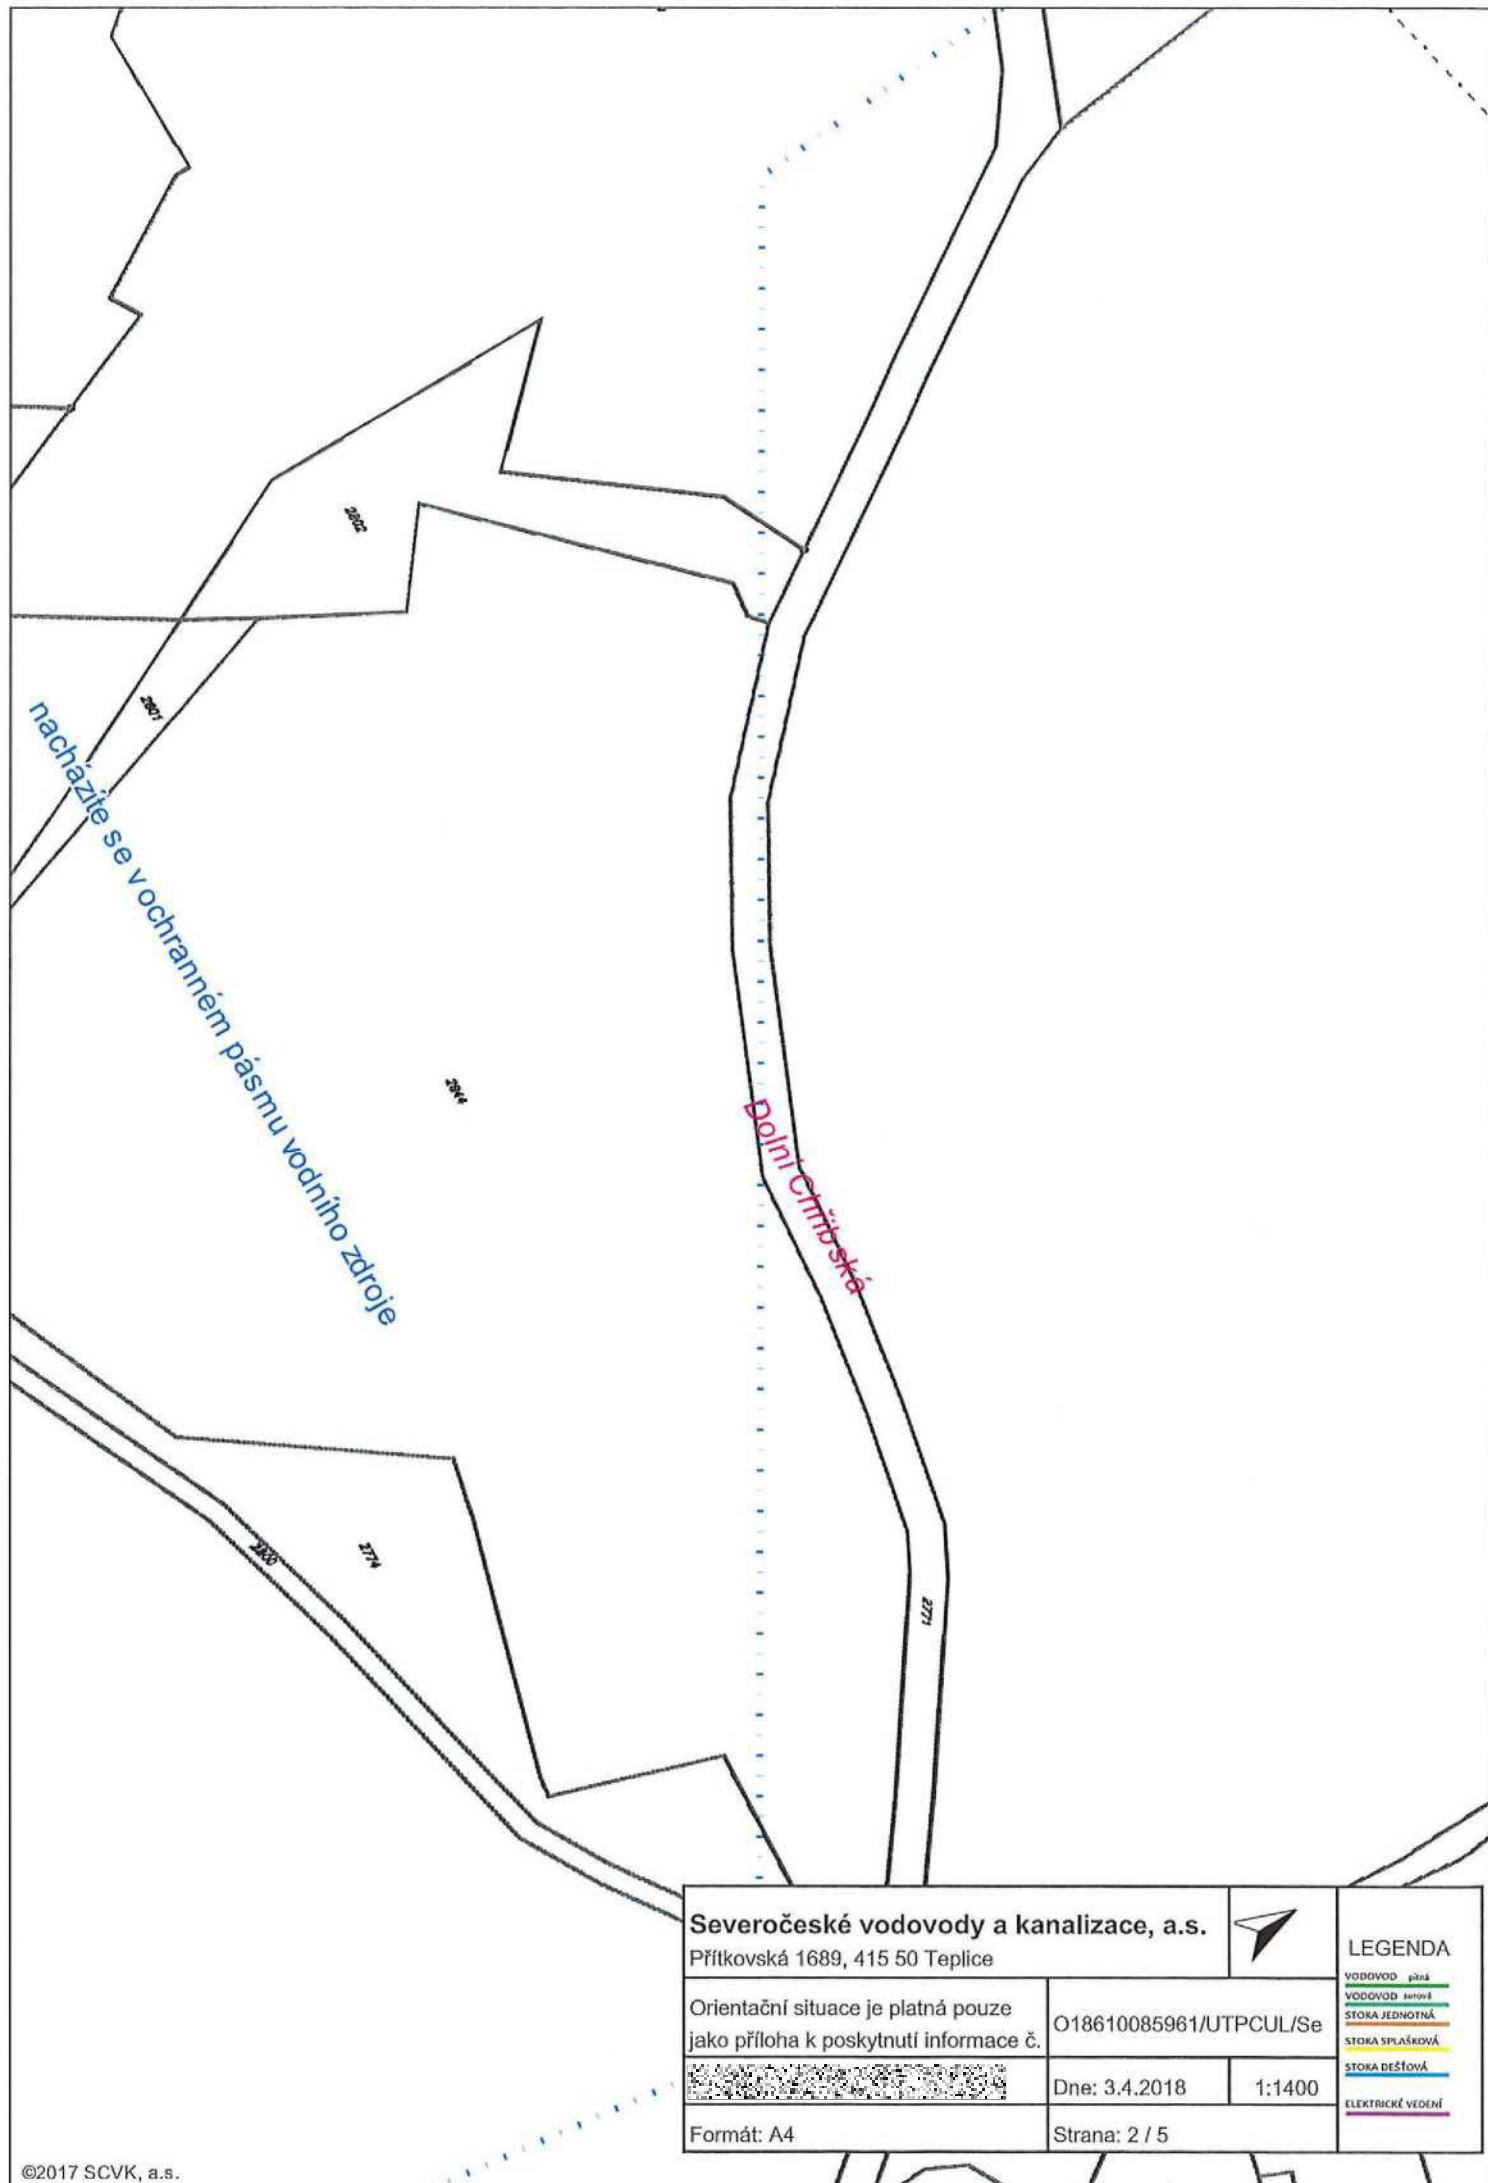 2802
2801
nacházíte se v ochranném pásmu vodního zdroje
2944
Dolní Chřibská
2774
2771
Severočeské vodovody a kanalizace, a.s.
Přítkovská 1689, 415 50 Teplice
Orientační situace je platná pouze
jako příloha k poskytnutí informace č.
O18610085961/UTPCUL/Se
Dne: 3.4.2018
1:1400
Formát: A4
Strana: 2 / 5
LEGENDA
VODOVOD pitná
VODOVOD surová
STOKA JEDNOTNÁ
STOKA SPLAŠKOVÁ
STOKA DEŠŤOVÁ
ELEKTRICKÉ VEDENÍ
©2017 SCVK, a.s.